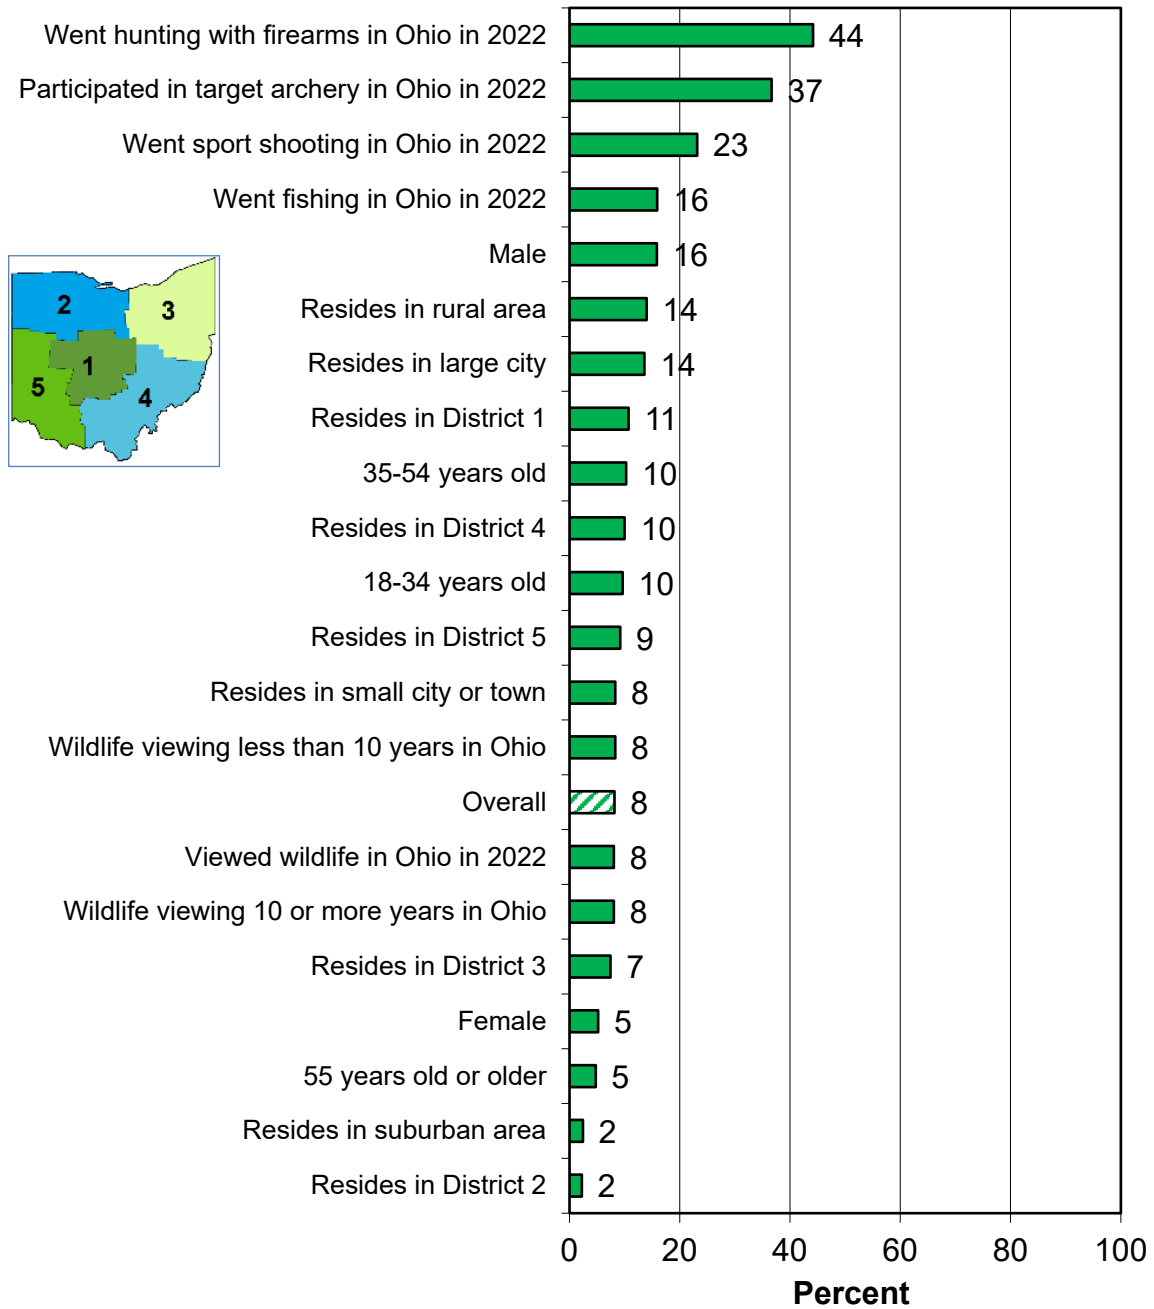 Went hunting with firearms in Ohio in 2022 44
Participated in target archery in Ohio in 2022 37
Went sport shooting in Ohio in 2022 23
Went fishing in Ohio in 2022 16
Male 16
Resides in rural area 14
Resides in large city 14
Resides in District 1 11
35-54 years old 10
Resides in District 4 10
18-34 years old 10
Resides in District 5 9
Resides in small city or town 8
Wildlife viewing less than 10 years in Ohio 8
Overall 8
Viewed wildlife in Ohio in 2022 8
Wildlife viewing 10 or more years in Ohio 8
Resides in District 3 7
Female 5
55 years old or older 5
Resides in suburban area 2
Resides in District 2 2
0 20 40 60 80 100
Percent
2 3
1
5 4